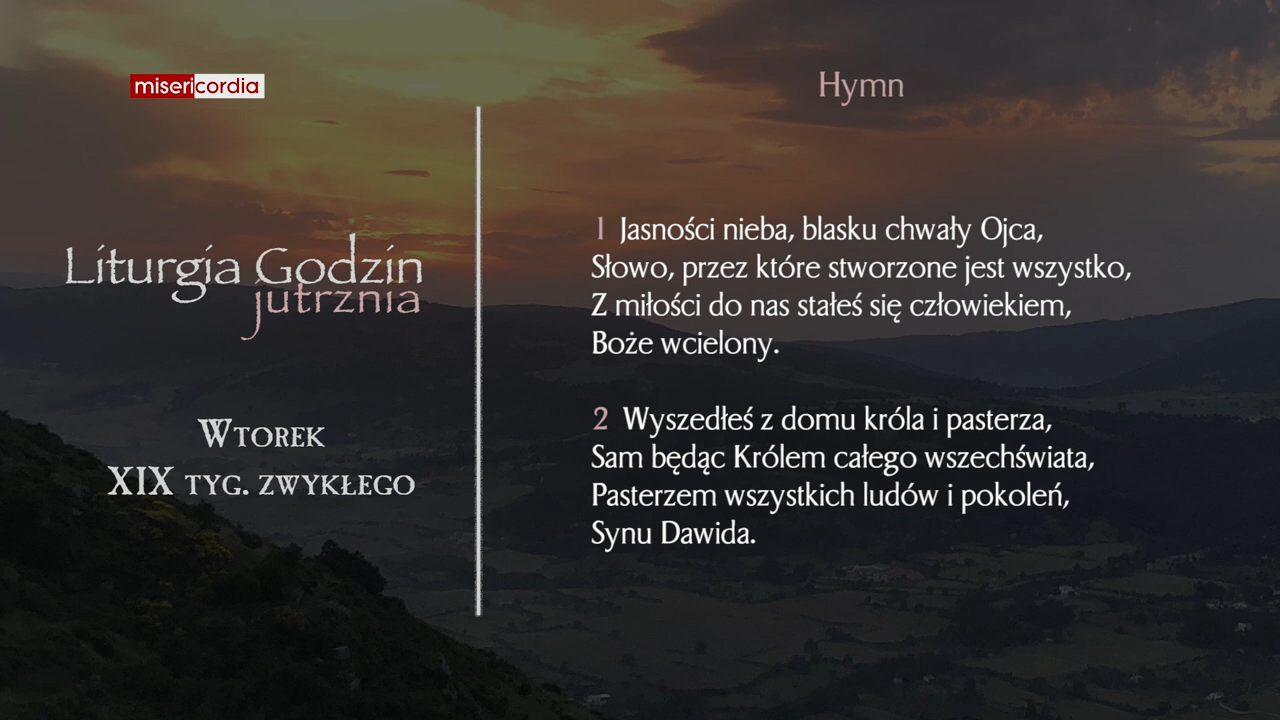 misericordia
Liturgia Godzin
jutrznia
Wtorek
XIX tyg. zwykłego
Hymn
1 Jasności nieba, blasku chwały Ojca,
Słowo, przez które stworzone jest wszystko,
Z miłości do nas stałeś się człowiekiem,
Boże wcielony.
2 Wyszedłeś z domu króla i pasterza,
Sam będąc Królem całego wszechświata,
Pasterzem wszystkich ludów i pokoleń,
Synu Dawida.